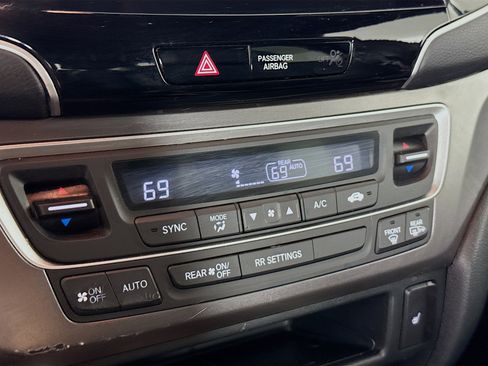 PASSENGER
AIRBAG
REAR
69 69 AUTO 69
SYNC MODE A/C
FRONT REAR
ON/OFF AUTO REAR ON/OFF RR SETTINGS